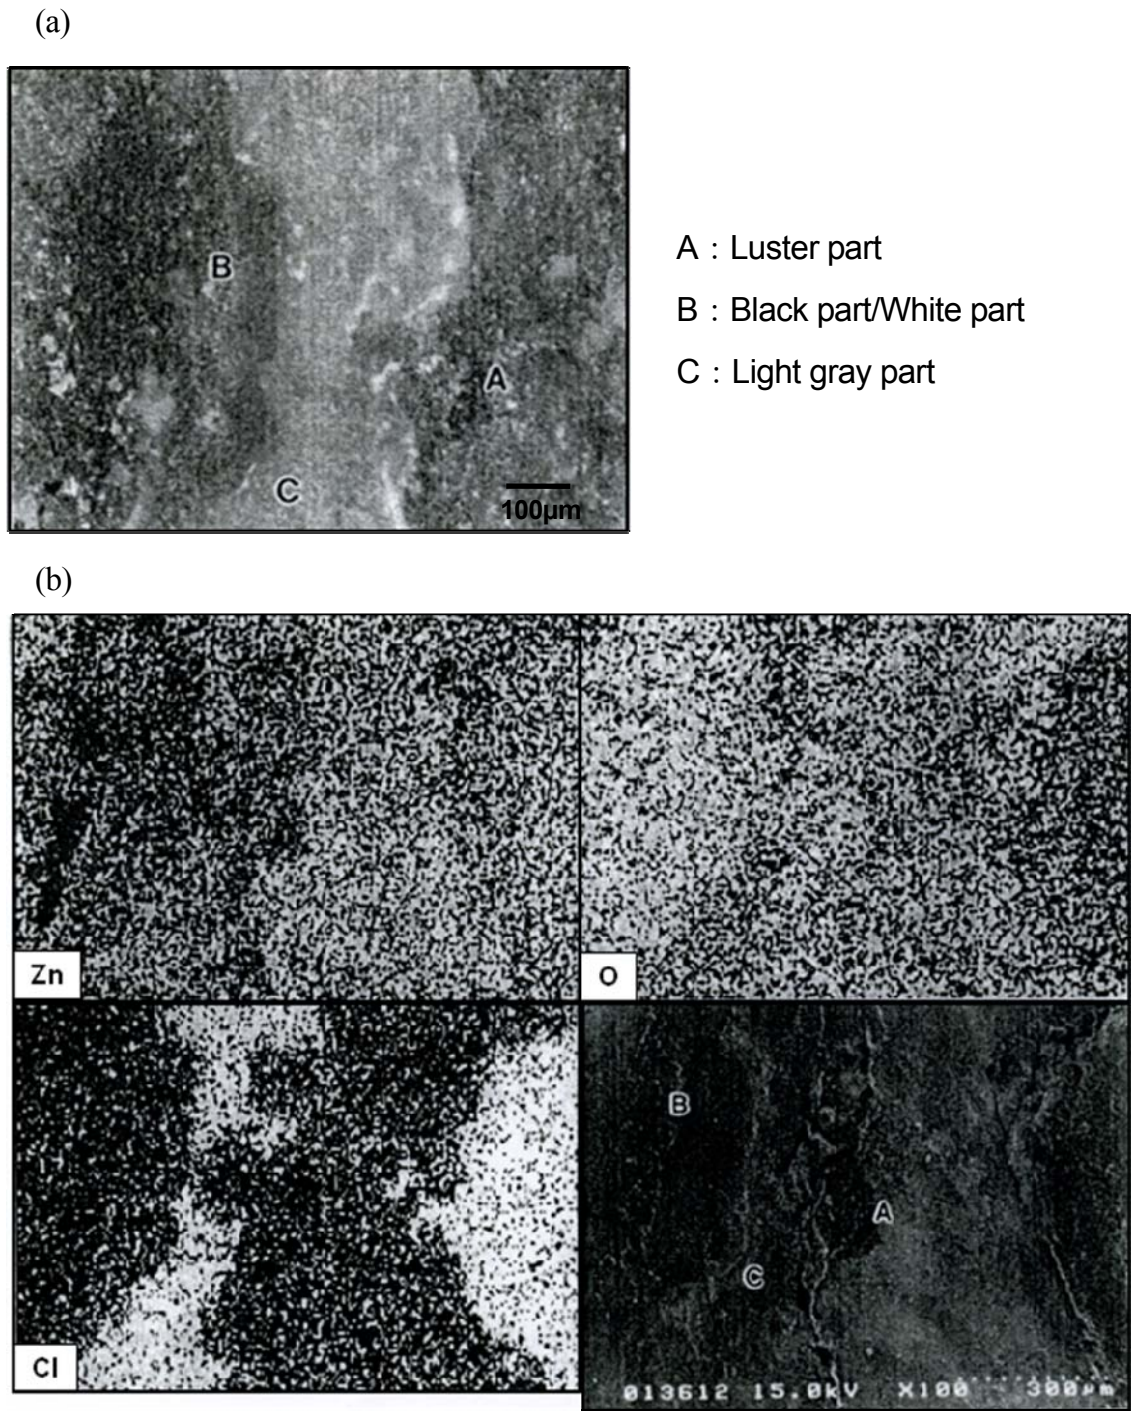 (a)
B
A
C
100μm
A : Luster part
B : Black part/White part
C : Light gray part
(b)
Zn
O
Cl
B
A
C
013612 15.0kV X100 300μm